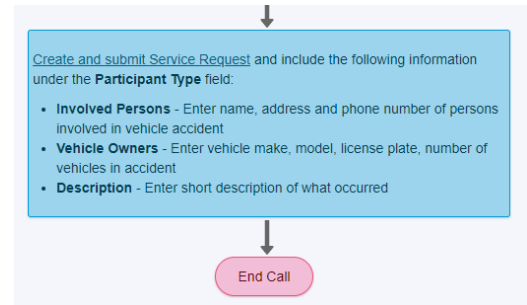 Create and submit Service Request and include the following information
under the Participant Type field:
• Involved Persons - Enter name, address and phone number of persons
involved in vehicle accident
• Vehicle Owners - Enter vehicle make, model, license plate, number of
vehicles in accident
• Description - Enter short description of what occurred
End Call